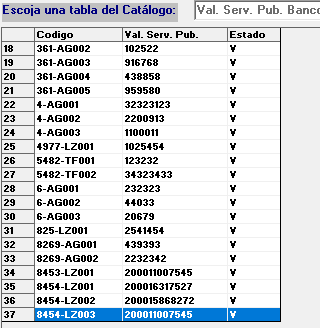 Escoja una tabla del Catálogo: Val. Serv. Pub. Banco
Codigo Val. Serv. Pub. Estado
18 361-AG002 102522 V
19 361-AG003 916768 V
20 361-AG004 438858 V
21 361-AG005 959580 V
22 4-AG001 32323123 V
23 4-AG002 2200913 V
24 4-AG003 1100011 V
25 4977-LZ001 1025454 V
26 5482-TF001 123232 V
27 5482-TF002 34323433 V
28 6-AG001 232323 V
29 6-AG002 44033 V
30 6-AG003 20679 V
31 825-LZ001 2541454 V
32 8269-AG001 439393 V
33 8269-AG002 2232342 V
34 8453-LZ001 200011007545 V
35 8454-LZ001 200016317527 V
36 8454-LZ002 200015868272 V
37 8454-LZ003 200011007545 V